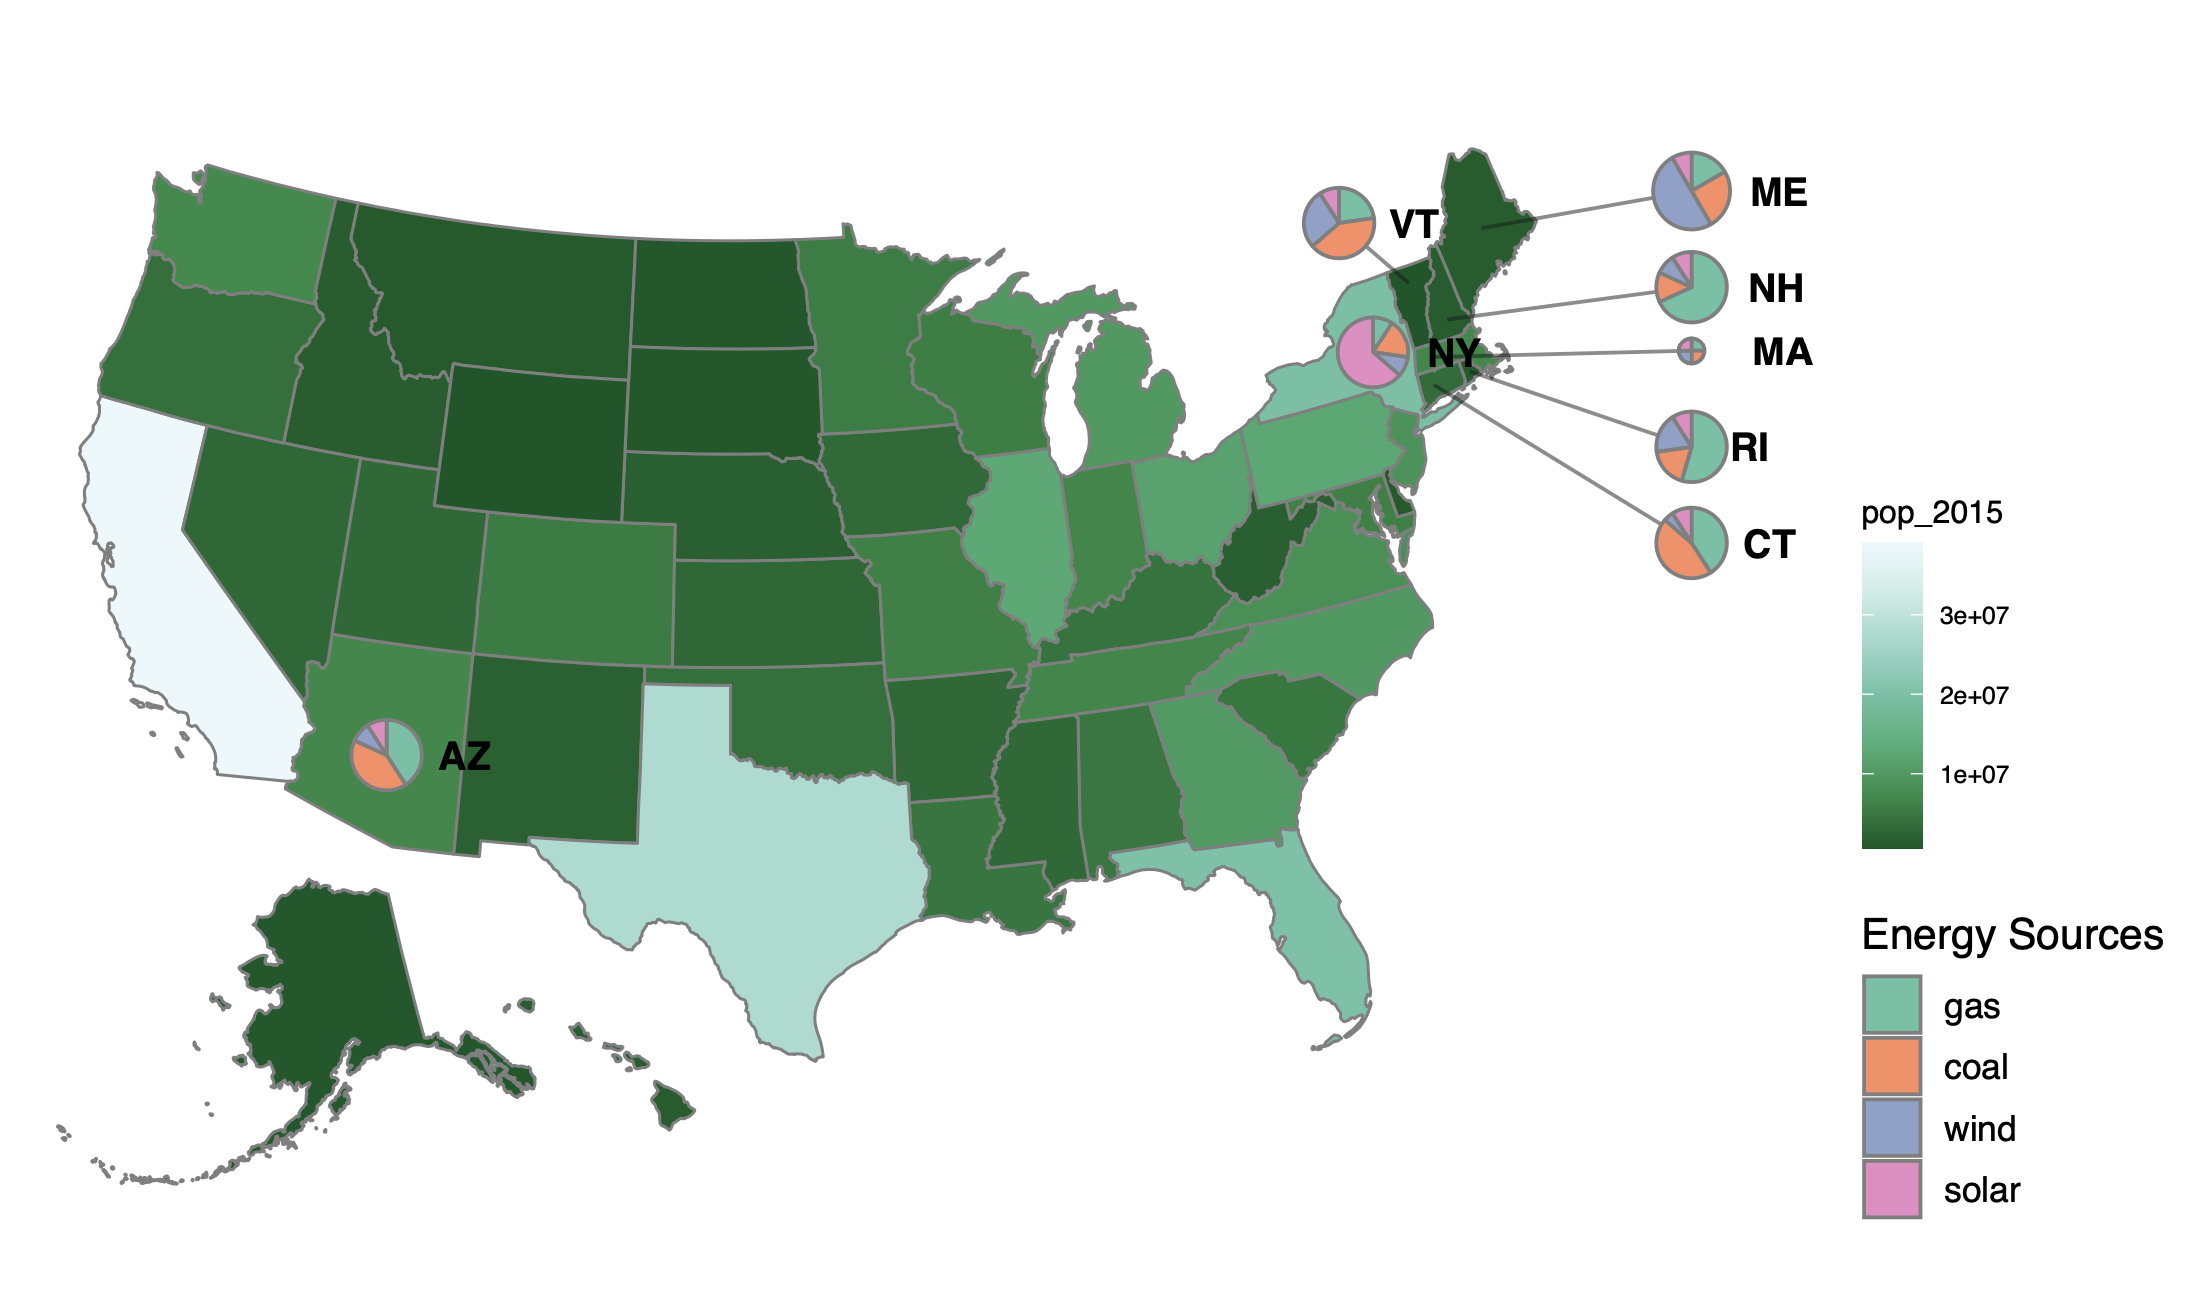 VT
ME
NH
NY
MA
RI
CT
AZ
pop_2015
3e+07
2e+07
1e+07
Energy Sources
gas
coal
wind
solar